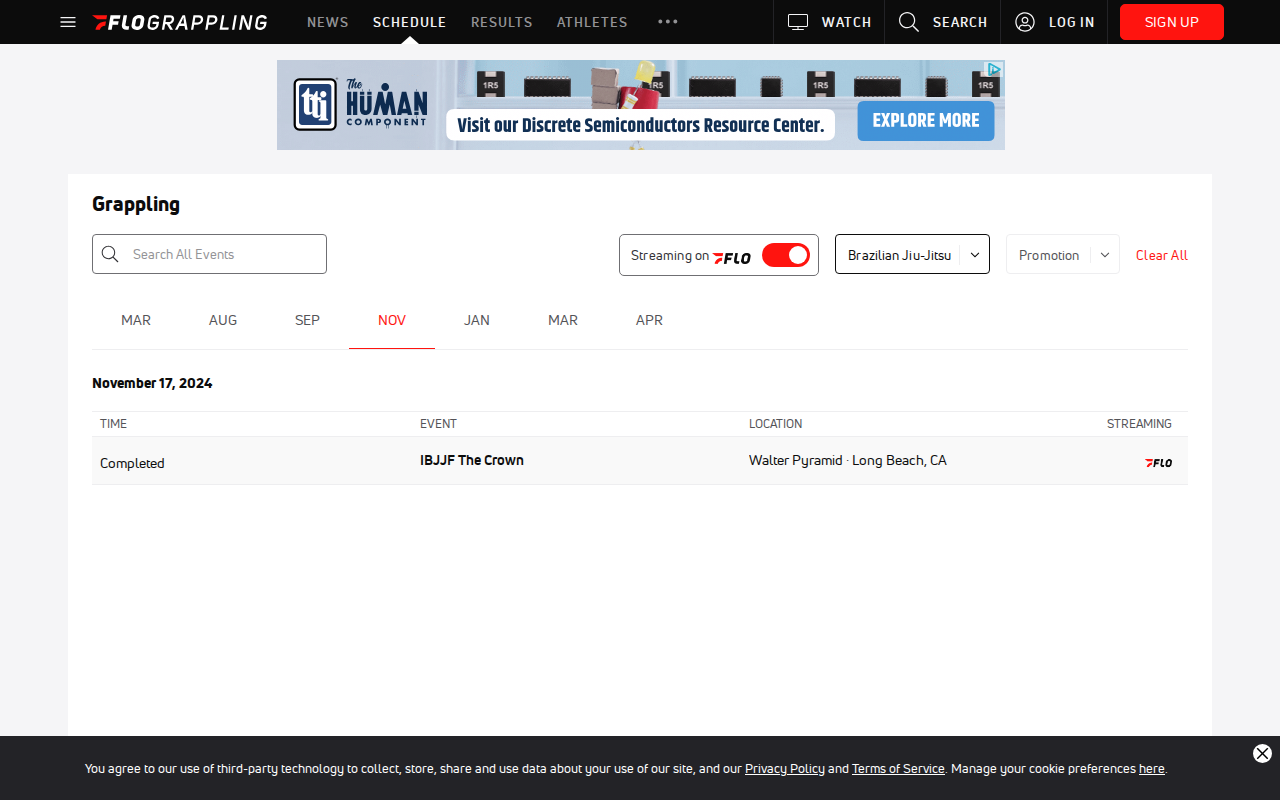 FLOGRAPPLING NEWS SCHEDULE RESULTS ATHLETES ••• WATCH SEARCH LOG IN SIGN UP
tti The HUMAN COMPONENT
1R5 1R5 1R5 1R5
Visit our Discrete Semiconductors Resource Center.
EXPLORE MORE
Grappling
Search All Events
Streaming on FLO
Brazilian Jiu-Jitsu
Promotion
Clear All
MAR AUG SEP NOV JAN MAR APR
November 17, 2024
TIME EVENT LOCATION STREAMING
Completed IBJJF The Crown Walter Pyramid · Long Beach, CA FLO
You agree to our use of third-party technology to collect, store, share and use data about your use of our site, and our Privacy Policy and Terms of Service. Manage your cookie preferences here.